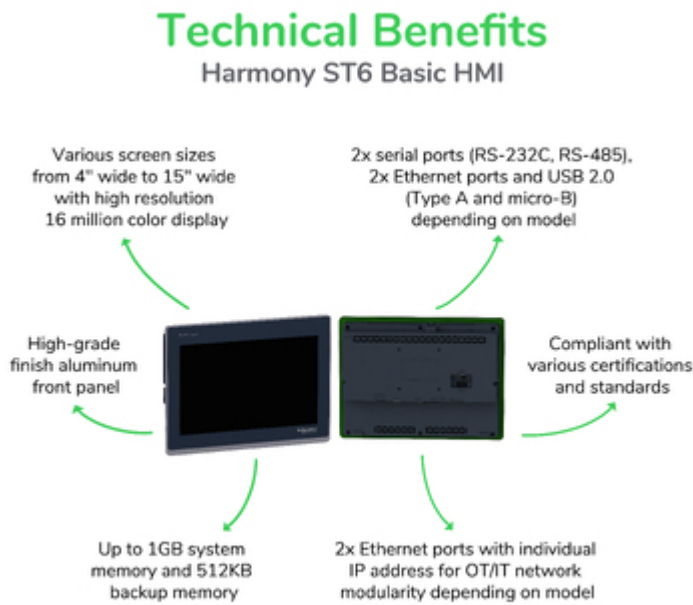 Technical Benefits
Harmony ST6 Basic HMI
Various screen sizes
from 4" wide to 15" wide
with high resolution
16 million color display
2x serial ports (RS-232C, RS-485),
2x Ethernet ports and USB 2.0
(Type A and micro-B)
depending on model
High-grade
finish aluminum
front panel
Compliant with
various certifications
and standards
Up to 1GB system
memory and 512KB
backup memory
2x Ethernet ports with individual
IP address for OT/IT network
modularity depending on model